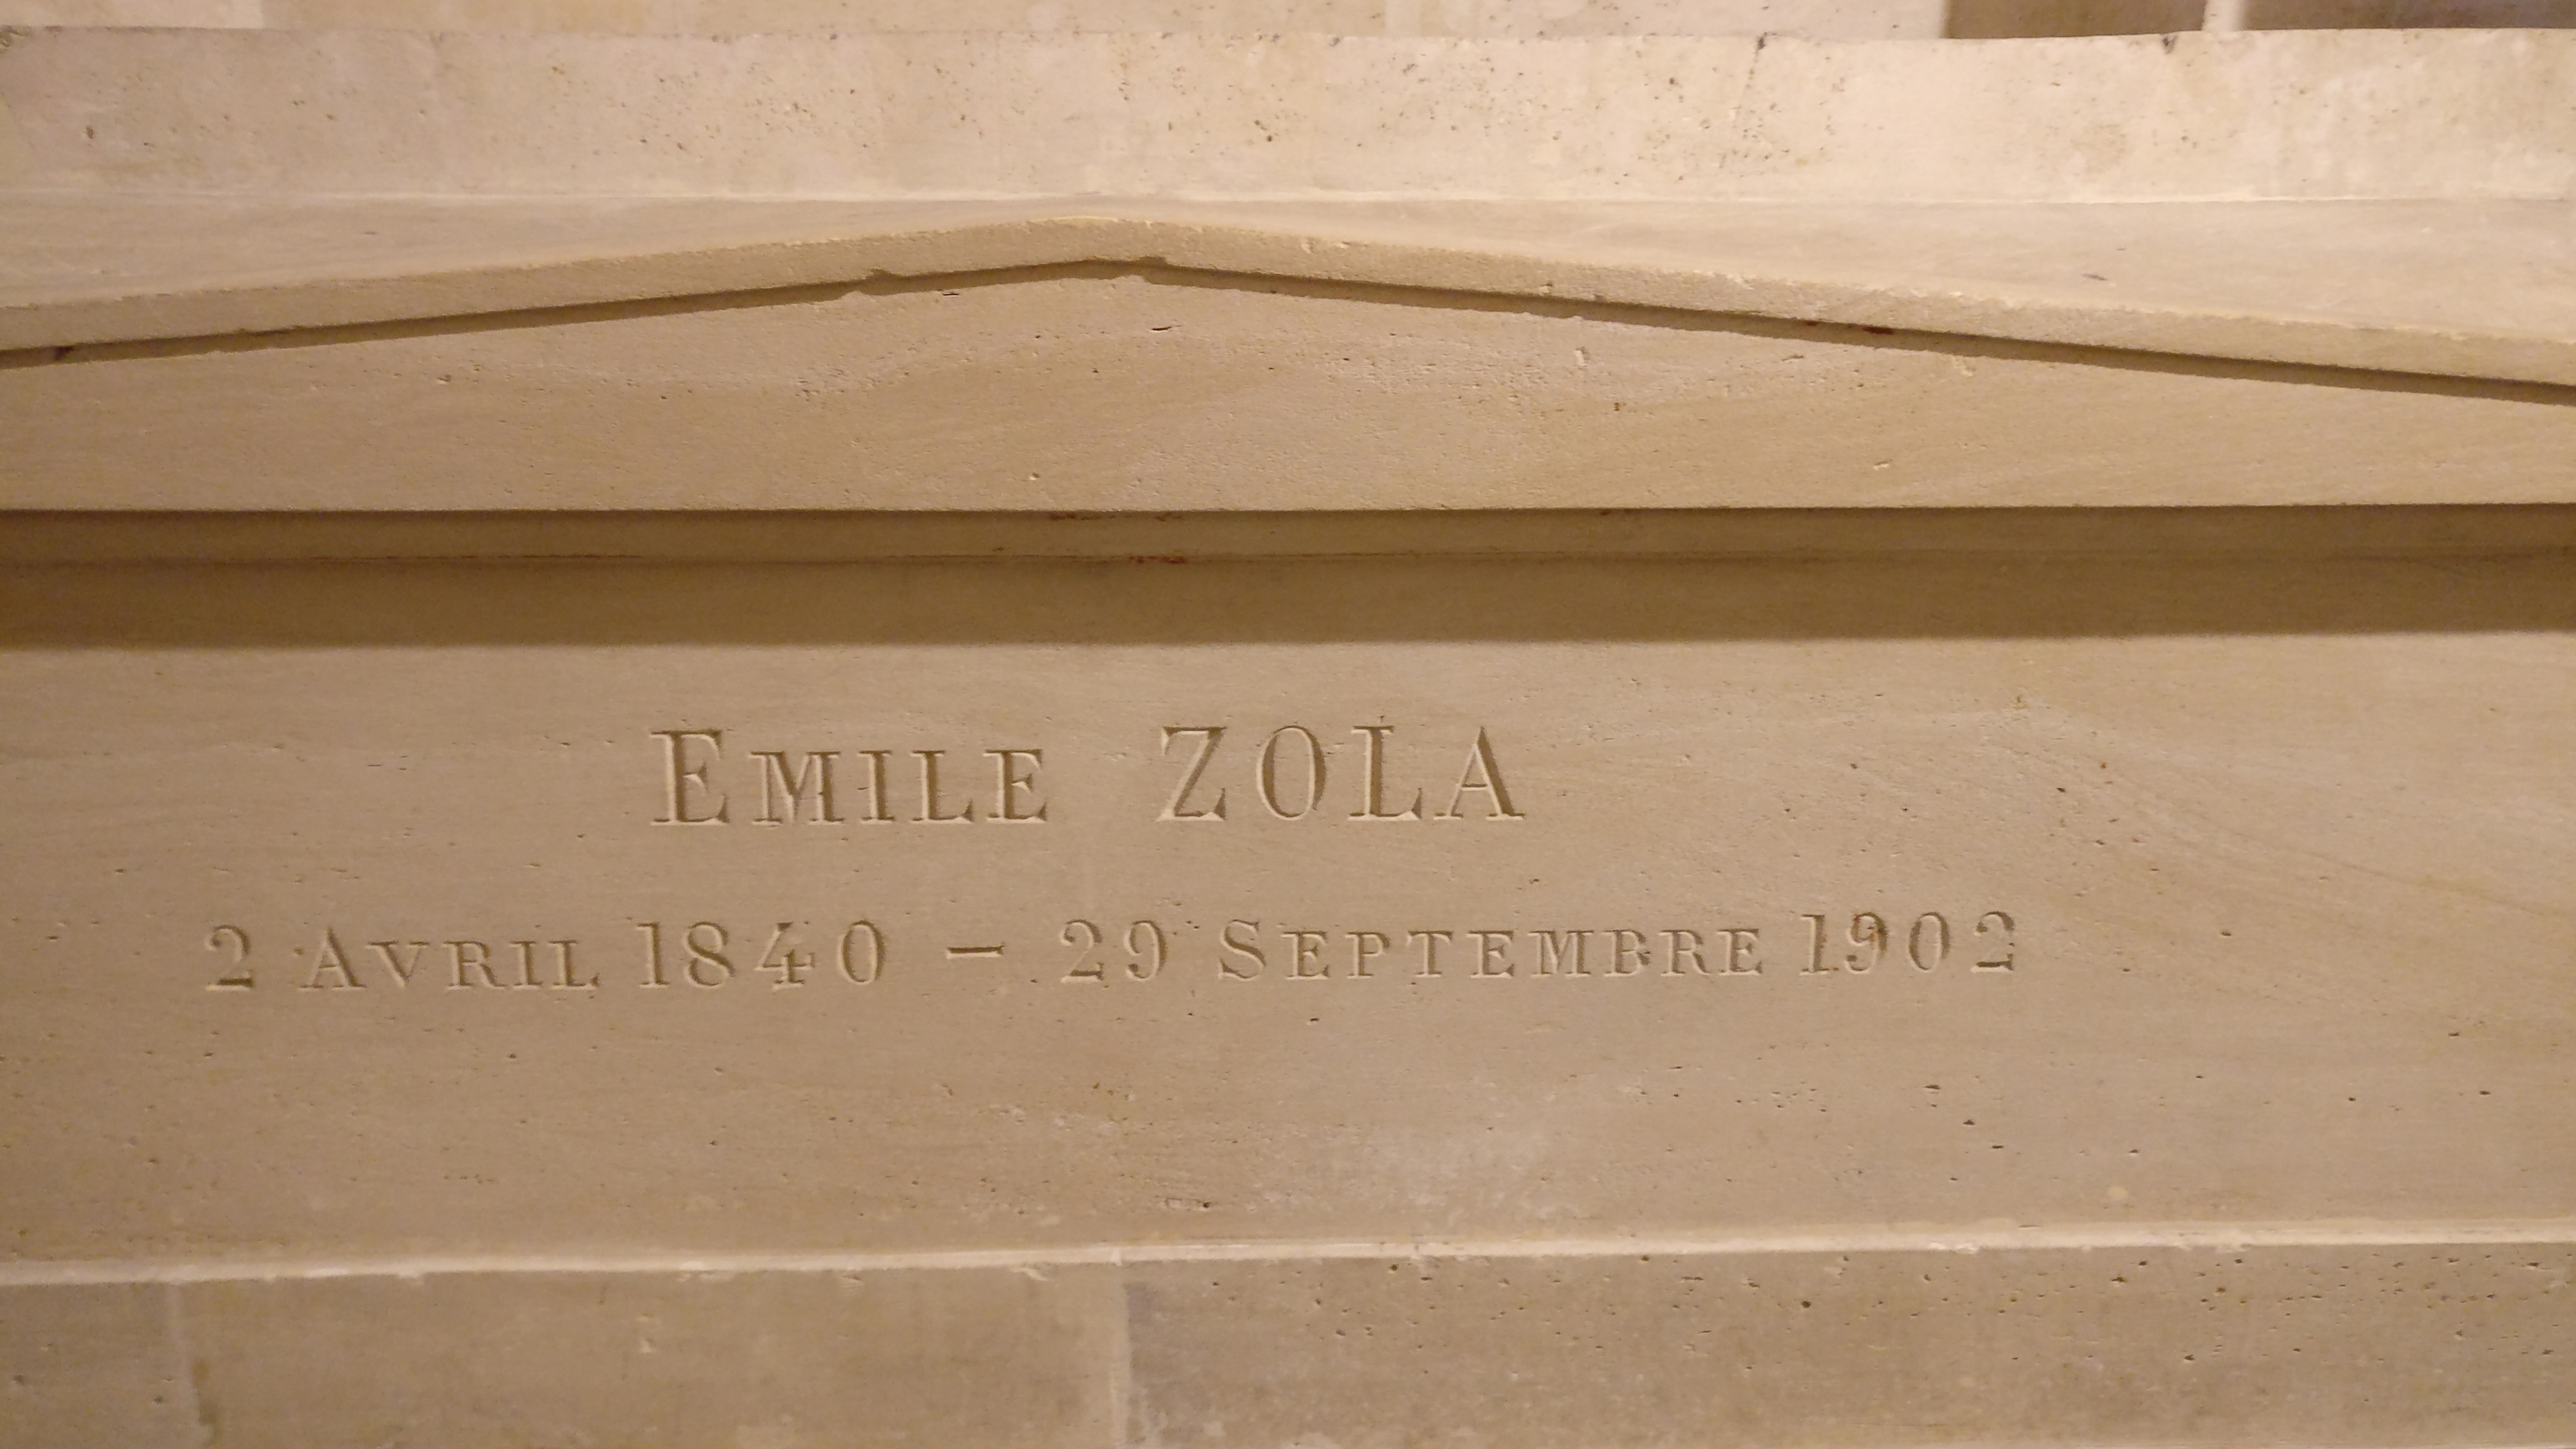 EMILE ZOLA
2 AVRIL 1840 – 29 SEPTEMBRE 1902